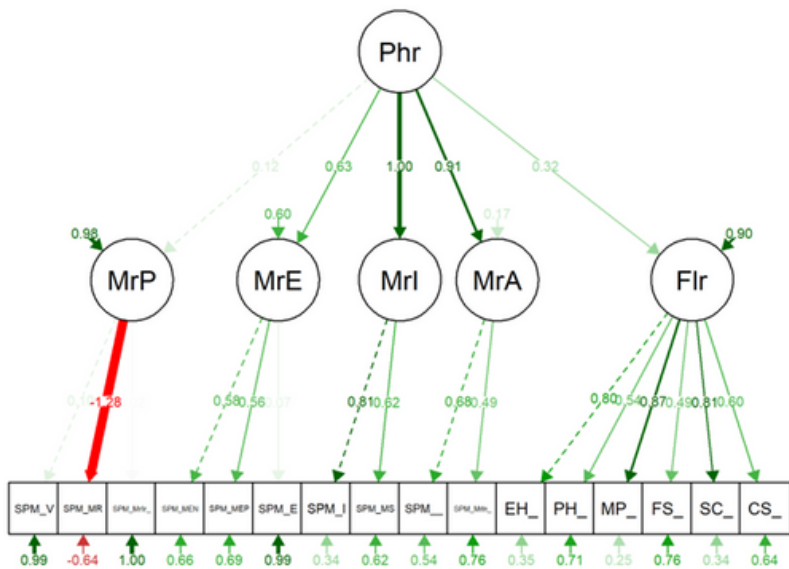 Phr
0.12 0.63 1.00 0.91 0.32
0.98 0.60 0.17 0.90
MrP MrE MrI MrA Flr
-1.28 0.58 0.56 0.07 0.81 0.62 0.68 0.49 0.80 0.54 0.87 0.49 0.81 0.60
SPM_V SPM_MR SPM_MEN SPM_MEP SPM_E SPM_I SPM_MS SPM__ EH_ PH_ MP_ FS_ SC_ CS_
0.99 -0.64 1.00 0.66 0.69 0.99 0.34 0.62 0.54 0.76 0.35 0.71 0.25 0.76 0.34 0.64